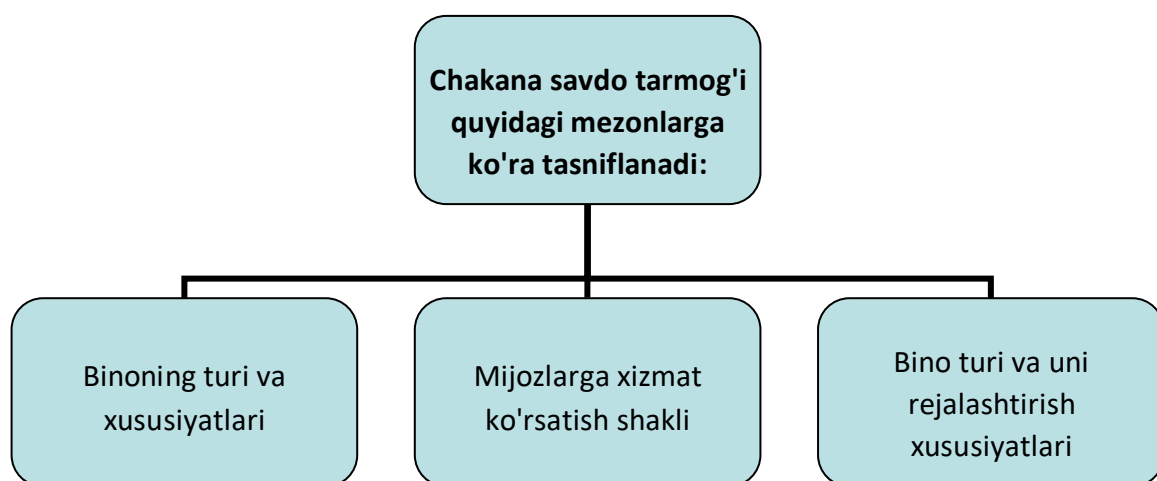 Chakana savdo tarmog'i
quyidagi mezonlarga
ko'ra tasniflanadi:
Binoning turi va
xususiyatlari
Mijozlarga xizmat
ko'rsatish shakli
Bino turi va uni
rejalashtirish
xususiyatlari